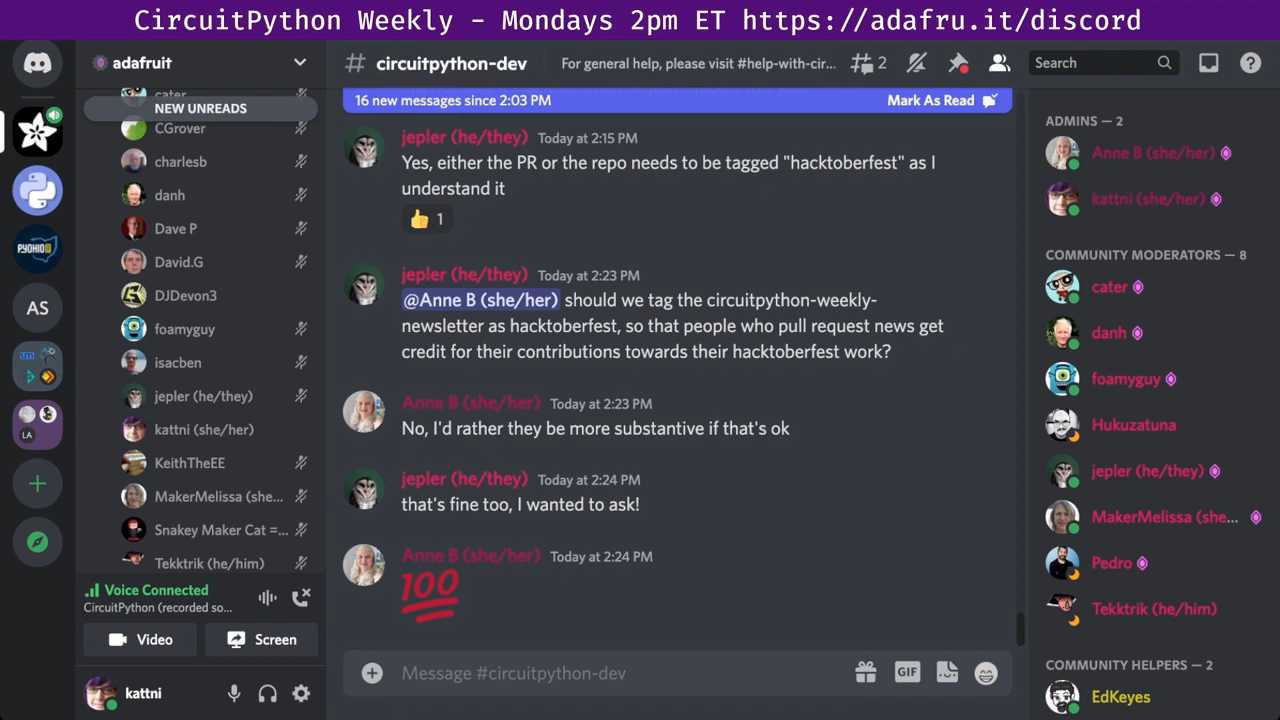 CircuitPython Weekly - Mondays 2pm ET https://adafru.it/discord
adafruit
cater
NEW UNREADS
CGrover
charlesb
danh
Dave P
David.G
DJDevon3
foamyguy
isacben
jepler (he/they)
kattni (she/her)
KeithTheEE
MakerMelissa (she...
Snakey Maker Cat =...
Tekktrik (he/him)
Voice Connected
CircuitPython (recorded so...
Video
Screen
kattni
PYOHIO
AS
LA
# circuitpython-dev
For general help, please visit #help-with-cir...
2
Search
16 new messages since 2:03 PM
Mark As Read
jepler (he/they) Today at 2:15 PM
Yes, either the PR or the repo needs to be tagged "hacktoberfest" as I
understand it
👍 1
jepler (he/they) Today at 2:23 PM
@Anne B (she/her) should we tag the circuitpython-weekly-
newsletter as hacktoberfest, so that people who pull request news get
credit for their contributions towards their hacktoberfest work?
Anne B (she/her) Today at 2:23 PM
No, I'd rather they be more substantive if that's ok
jepler (he/they) Today at 2:24 PM
that's fine too, I wanted to ask!
Anne B (she/her) Today at 2:24 PM
100
Message #circuitpython-dev
GIF
ADMINS — 2
Anne B (she/her)
kattni (she/her)
COMMUNITY MODERATORS — 8
cater
danh
foamyguy
Hukuzatuna
jepler (he/they)
MakerMelissa (she...
Pedro
Tekktrik (he/him)
COMMUNITY HELPERS — 2
EdKeyes